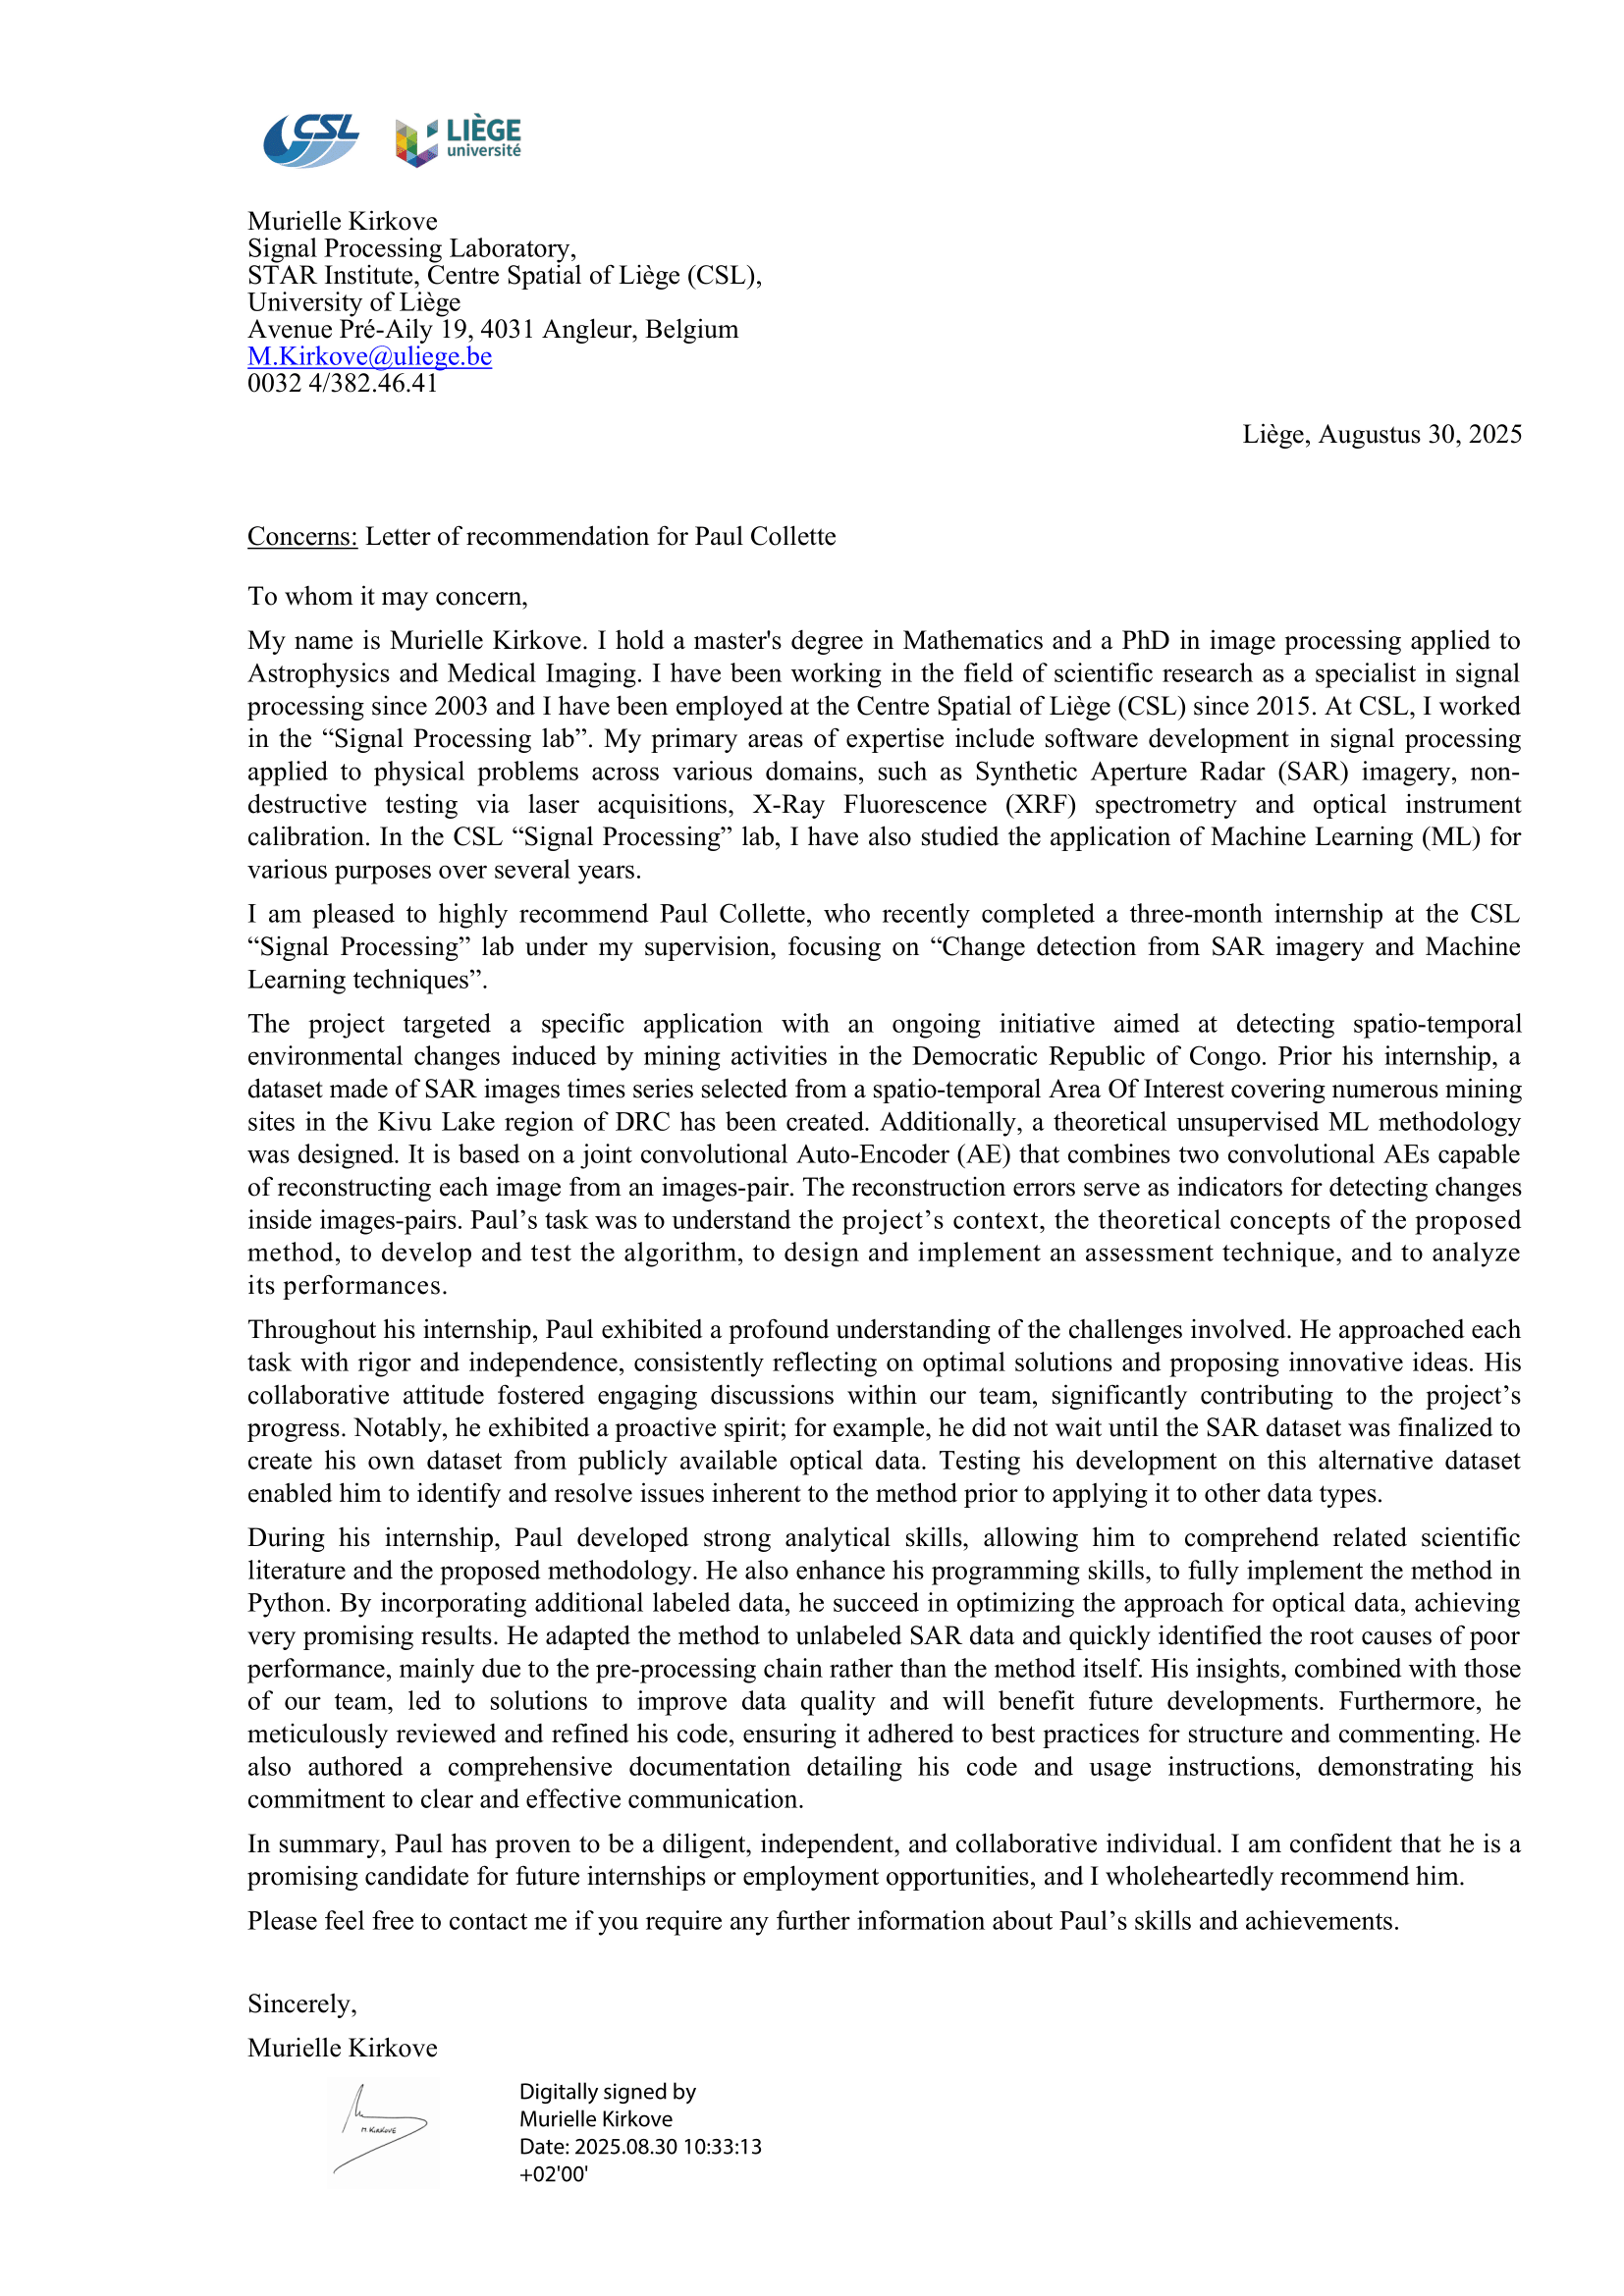 CSL
LIÈGE
université
Murielle Kirkove
Signal Processing Laboratory,
STAR Institute, Centre Spatial of Liège (CSL),
University of Liège
Avenue Pré-Aily 19, 4031 Angleur, Belgium
M.Kirkove@uliege.be
0032 4/382.46.41
Liège, Augustus 30, 2025
Concerns: Letter of recommendation for Paul Collette
To whom it may concern,
My name is Murielle Kirkove. I hold a master's degree in Mathematics and a PhD in image processing applied to
Astrophysics and Medical Imaging. I have been working in the field of scientific research as a specialist in signal
processing since 2003 and I have been employed at the Centre Spatial of Liège (CSL) since 2015. At CSL, I worked
in the “Signal Processing lab”. My primary areas of expertise include software development in signal processing
applied to physical problems across various domains, such as Synthetic Aperture Radar (SAR) imagery, non-
destructive testing via laser acquisitions, X-Ray Fluorescence (XRF) spectrometry and optical instrument
calibration. In the CSL “Signal Processing” lab, I have also studied the application of Machine Learning (ML) for
various purposes over several years.
I am pleased to highly recommend Paul Collette, who recently completed a three-month internship at the CSL
“Signal Processing” lab under my supervision, focusing on “Change detection from SAR imagery and Machine
Learning techniques”.
The project targeted a specific application with an ongoing initiative aimed at detecting spatio-temporal
environmental changes induced by mining activities in the Democratic Republic of Congo. Prior his internship, a
dataset made of SAR images times series selected from a spatio-temporal Area Of Interest covering numerous mining
sites in the Kivu Lake region of DRC has been created. Additionally, a theoretical unsupervised ML methodology
was designed. It is based on a joint convolutional Auto-Encoder (AE) that combines two convolutional AEs capable
of reconstructing each image from an images-pair. The reconstruction errors serve as indicators for detecting changes
inside images-pairs. Paul’s task was to understand the project’s context, the theoretical concepts of the proposed
method, to develop and test the algorithm, to design and implement an assessment technique, and to analyze
its performances.
Throughout his internship, Paul exhibited a profound understanding of the challenges involved. He approached each
task with rigor and independence, consistently reflecting on optimal solutions and proposing innovative ideas. His
collaborative attitude fostered engaging discussions within our team, significantly contributing to the project’s
progress. Notably, he exhibited a proactive spirit; for example, he did not wait until the SAR dataset was finalized to
create his own dataset from publicly available optical data. Testing his development on this alternative dataset
enabled him to identify and resolve issues inherent to the method prior to applying it to other data types.
During his internship, Paul developed strong analytical skills, allowing him to comprehend related scientific
literature and the proposed methodology. He also enhance his programming skills, to fully implement the method in
Python. By incorporating additional labeled data, he succeed in optimizing the approach for optical data, achieving
very promising results. He adapted the method to unlabeled SAR data and quickly identified the root causes of poor
performance, mainly due to the pre-processing chain rather than the method itself. His insights, combined with those
of our team, led to solutions to improve data quality and will benefit future developments. Furthermore, he
meticulously reviewed and refined his code, ensuring it adhered to best practices for structure and commenting. He
also authored a comprehensive documentation detailing his code and usage instructions, demonstrating his
commitment to clear and effective communication.
In summary, Paul has proven to be a diligent, independent, and collaborative individual. I am confident that he is a
promising candidate for future internships or employment opportunities, and I wholeheartedly recommend him.
Please feel free to contact me if you require any further information about Paul’s skills and achievements.
Sincerely,
Murielle Kirkove
M. KIRKOVE
Digitally signed by
Murielle Kirkove
Date: 2025.08.30 10:33:13
+02'00'